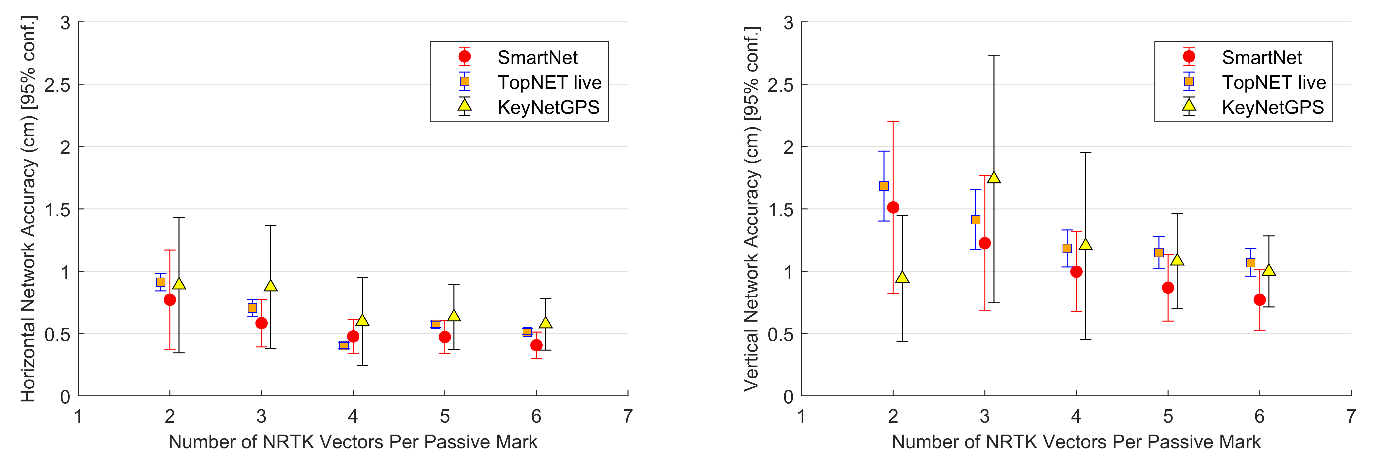 Horizontal Network Accuracy (cm) [95% conf.]
3
2.5
2
1.5
1
0.5
0
1 2 3 4 5 6 7
Number of NRTK Vectors Per Passive Mark
SmartNet
TopNET live
KeyNetGPS
Vertical Network Accuracy (cm) [95% conf.]
3
2.5
2
1.5
1
0.5
0
1 2 3 4 5 6 7
Number of NRTK Vectors Per Passive Mark
SmartNet
TopNET live
KeyNetGPS